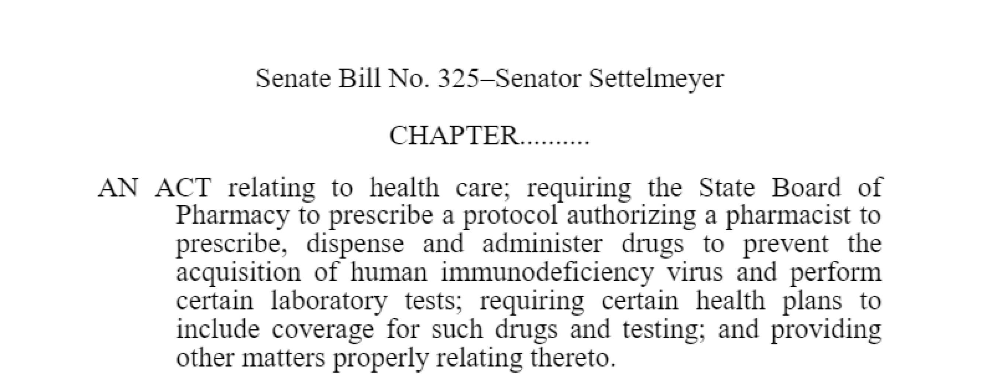 Senate Bill No. 325–Senator Settelmeyer
CHAPTER..........
AN ACT relating to health care; requiring the State Board of
Pharmacy to prescribe a protocol authorizing a pharmacist to
prescribe, dispense and administer drugs to prevent the
acquisition of human immunodeficiency virus and perform
certain laboratory tests; requiring certain health plans to
include coverage for such drugs and testing; and providing
other matters properly relating thereto.